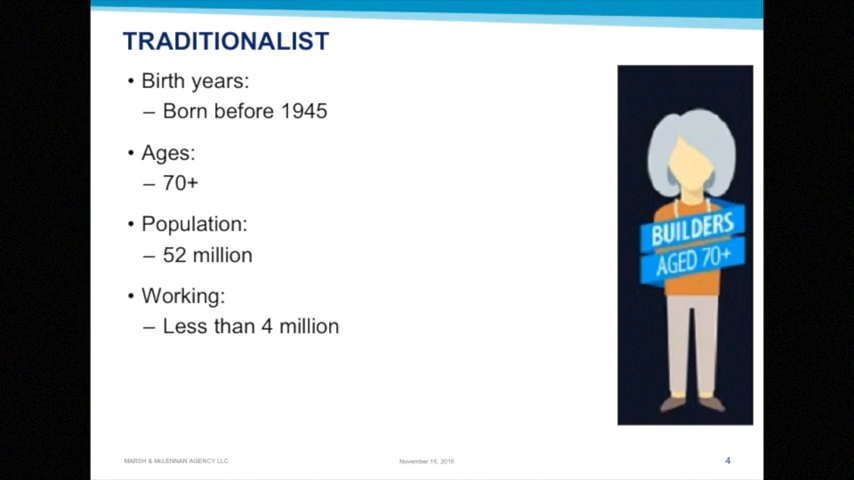 TRADITIONALIST
• Birth years:
– Born before 1945
• Ages:
– 70+
• Population:
– 52 million
• Working:
– Less than 4 million
BUILDERS
AGED 70+
MARSH & McLENNAN AGENCY LLC
November 16, 2016
4